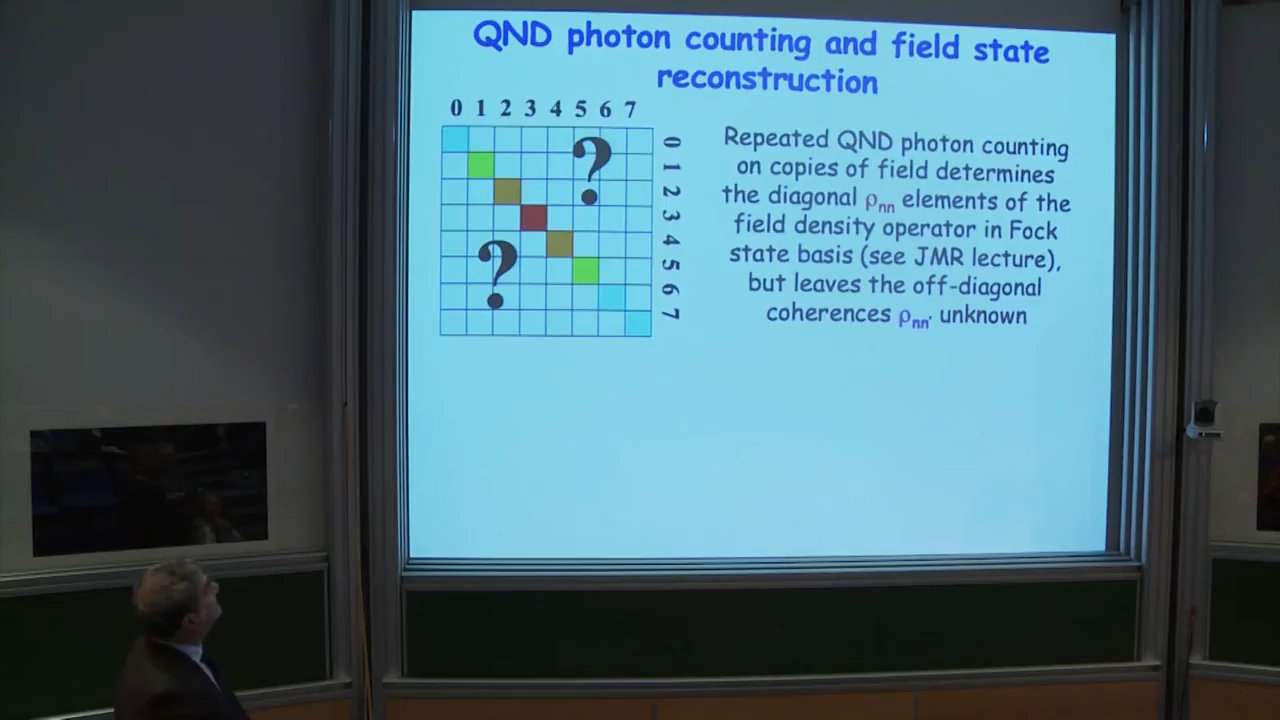 QND photon counting and field state
reconstruction
0 1 2 3 4 5 6 7
0 1 2 3 4 5 6 7
? ?
Repeated QND photon counting
on copies of field determines
the diagonal ρnn elements of the
field density operator in Fock
state basis (see JMR lecture),
but leaves the off-diagonal
coherences ρnn' unknown